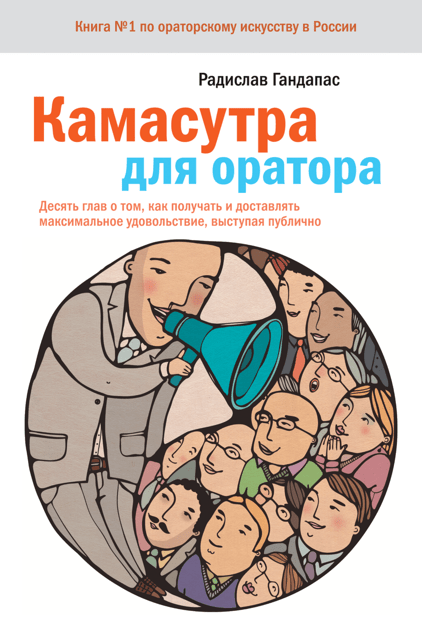 Книга №1 по ораторскому искусству в России
Радислав Гандапас
Камасутра
для оратора
Десять глав о том, как получать и доставлять
максимальное удовольствие, выступая публично